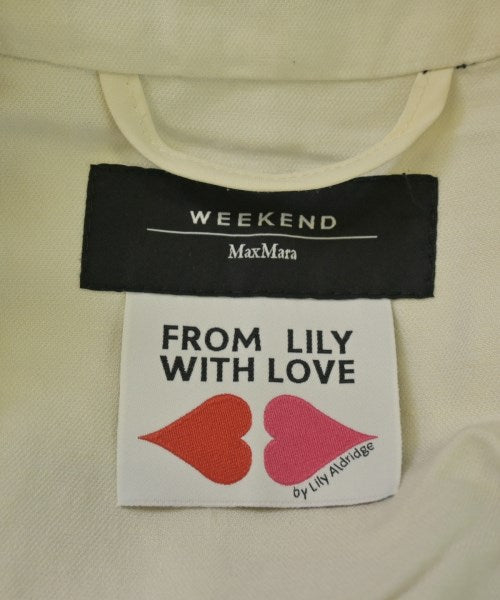 WEEKEND
MaxMara
FROM LILY
WITH LOVE
by Lily Aldridge